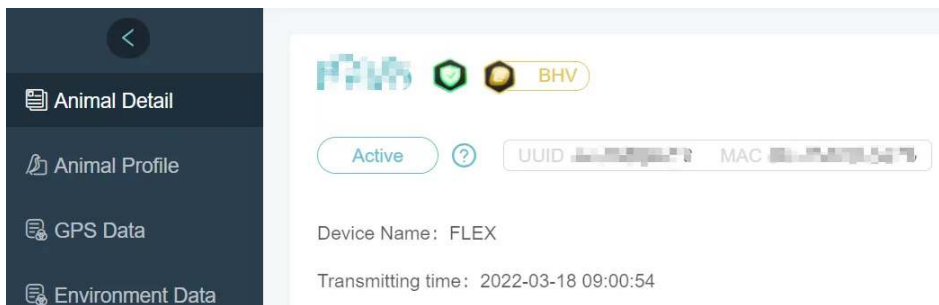 Animal Detail
Animal Profile
GPS Data
Environment Data
BHV
Active ? UUID MAC
Device Name: FLEX
Transmitting time: 2022-03-18 09:00:54